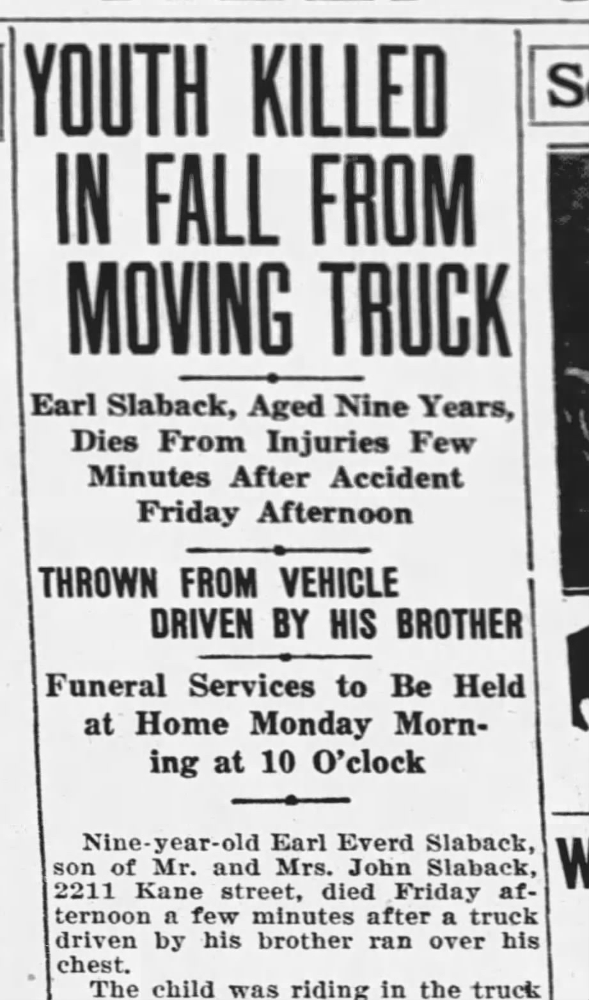 YOUTH KILLED
IN FALL FROM
MOVING TRUCK
Earl Slaback, Aged Nine Years,
Dies From Injuries Few
Minutes After Accident
Friday Afternoon
THROWN FROM VEHICLE
DRIVEN BY HIS BROTHER
Funeral Services to Be Held
at Home Monday Morn-
ing at 10 O'clock
Nine-year-old Earl Everd Slaback,
son of Mr. and Mrs. John Slaback,
2211 Kane street, died Friday af-
ternoon a few minutes after a truck
driven by his brother ran over his
chest.
The child was riding in the truck